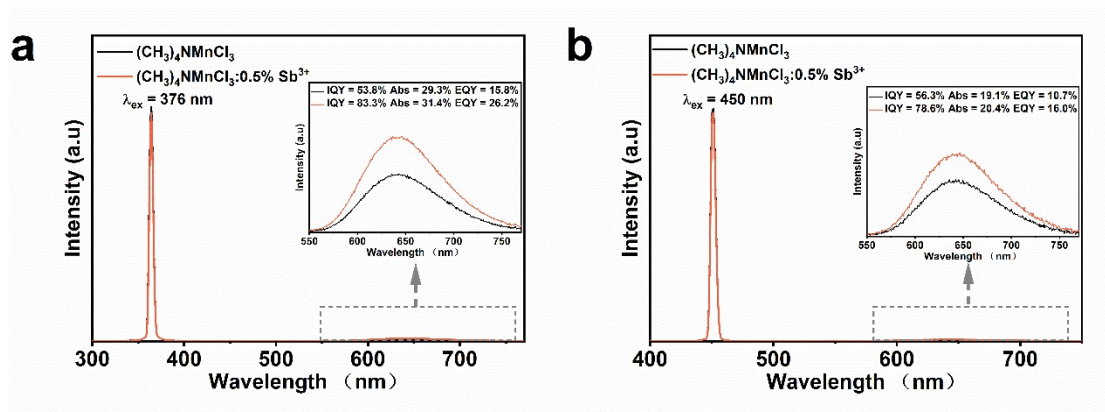 a
(CH₃)₄NMnCl₃
(CH₃)₄NMnCl₃:0.5% Sb³⁺
λex = 376 nm
IQY = 53.8% Abs = 29.3% EQY = 15.8%
IQY = 83.3% Abs = 31.4% EQY = 26.2%
Intensity (a.u)
550 600 650 700 750
Wavelength （nm）
Intensity (a.u)
300 400 500 600 700
Wavelength （nm）
b
(CH₃)₄NMnCl₃
(CH₃)₄NMnCl₃:0.5% Sb³⁺
λex = 450 nm
IQY = 56.3% Abs = 19.1% EQY = 10.7%
IQY = 78.6% Abs = 20.4% EQY = 16.0%
Intensity (a.u)
550 600 650 700 750
Wavelength （nm）
Intensity (a.u)
400 500 600 700
Wavelength （nm）